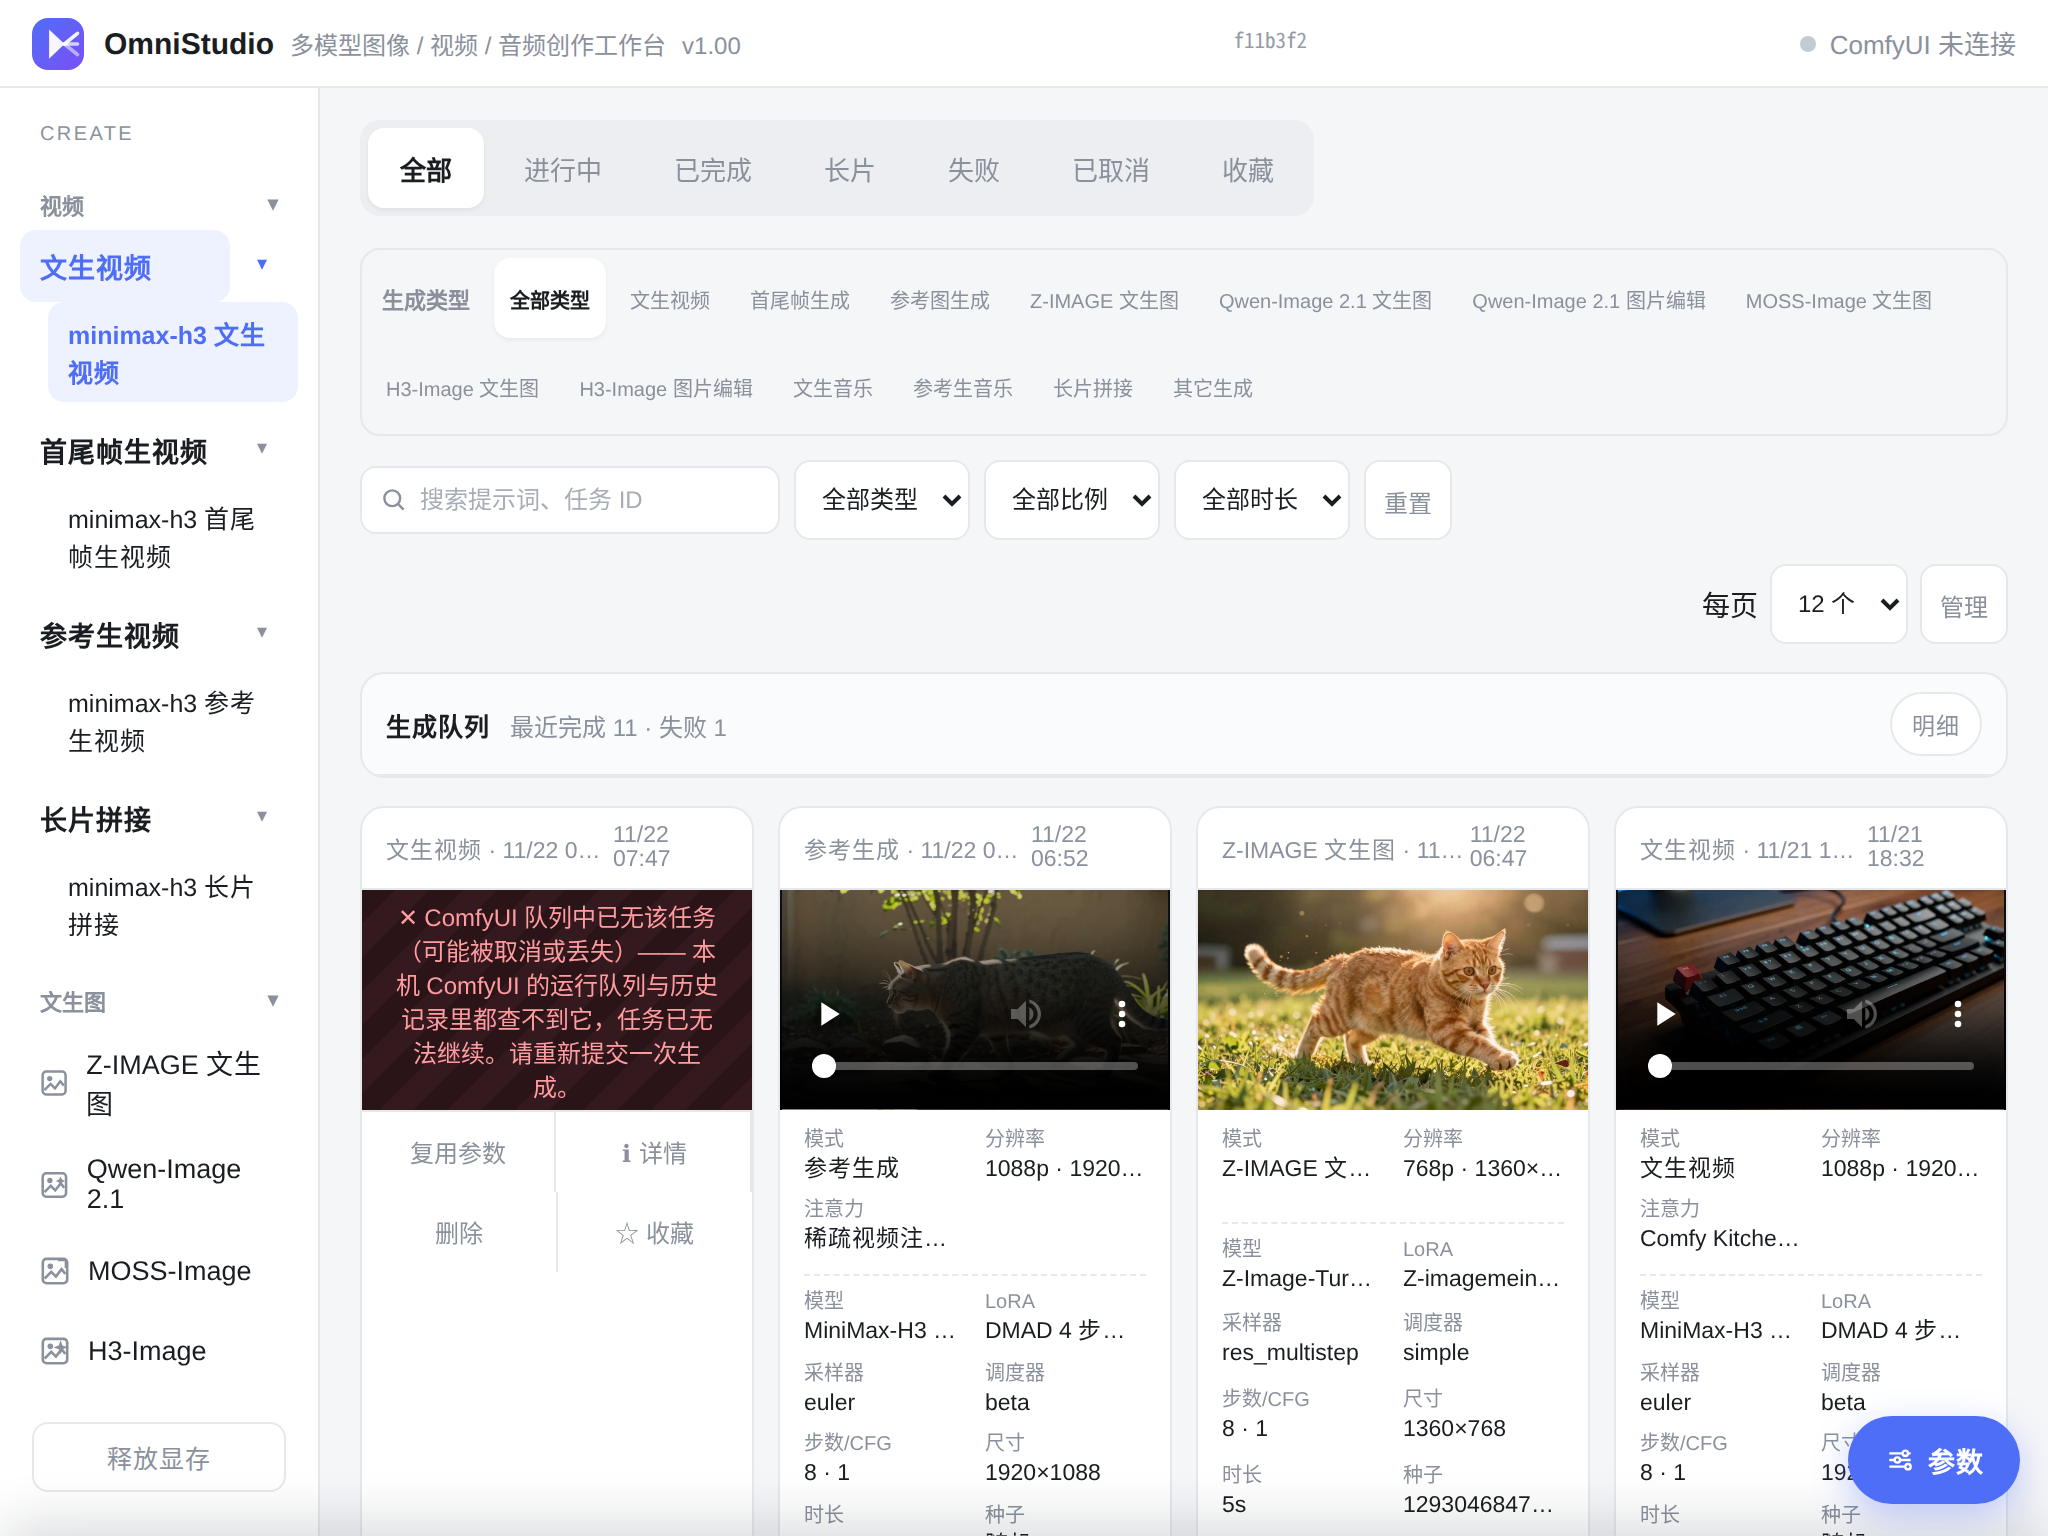 OmniStudio 多模型图像 / 视频 / 音频创作工作台 v1.00
f11b3f2
ComfyUI 未连接
CREATE
视频
文生视频
minimax-h3 文生
视频
首尾帧生视频
minimax-h3 首尾
帧生视频
参考生视频
minimax-h3 参考
生视频
长片拼接
minimax-h3 长片
拼接
文生图
Z-IMAGE 文生
图
Qwen-Image
2.1
MOSS-Image
H3-Image
释放显存
全部 进行中 已完成 长片 失败 已取消 收藏
生成类型 全部类型 文生视频 首尾帧生成 参考图生成 Z-IMAGE 文生图 Qwen-Image 2.1 文生图 Qwen-Image 2.1 图片编辑 MOSS-Image 文生图
H3-Image 文生图 H3-Image 图片编辑 文生音乐 参考生音乐 长片拼接 其它生成
搜索提示词、任务 ID 全部类型 全部比例 全部时长 重置
每页 12 个 管理
生成队列 最近完成 11 · 失败 1 明细
文生视频 · 11/22 0… 11/22
07:47
✕ ComfyUI 队列中已无该任务
（可能被取消或丢失）—— 本
机 ComfyUI 的运行队列与历史
记录里都查不到它，任务已无
法继续。请重新提交一次生
成。
复用参数 ℹ 详情
删除 ☆ 收藏
参考生成 · 11/22 0… 11/22
06:52
模式 分辨率
参考生成 1088p · 1920…
注意力
稀疏视频注…
模型 LoRA
MiniMax-H3 … DMAD 4 步…
采样器 调度器
euler beta
步数/CFG 尺寸
8 · 1 1920×1088
时长 种子
Z-IMAGE 文生图 · 11… 11/22
06:47
模式 分辨率
Z-IMAGE 文… 768p · 1360×…
模型 LoRA
Z-Image-Tur… Z-imagemein…
采样器 调度器
res_multistep simple
步数/CFG 尺寸
8 · 1 1360×768
时长 种子
5s 1293046847…
文生视频 · 11/21 1… 11/21
18:32
模式 分辨率
文生视频 1088p · 1920…
注意力
Comfy Kitche…
模型 LoRA
MiniMax-H3 … DMAD 4 步…
采样器 调度器
euler beta
步数/CFG
8 · 1
时长 种子
参数